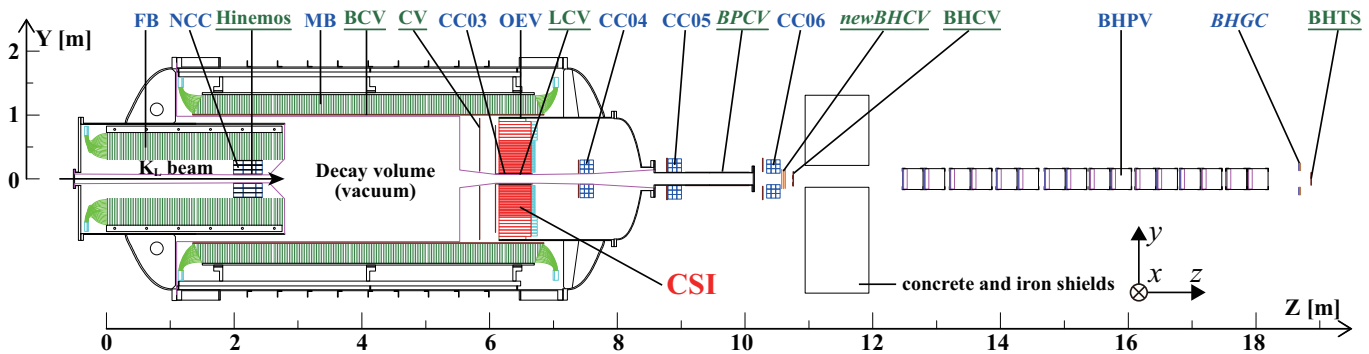 Y [m] FB NCC Hinemos MB BCV CV CC03 OEV LCV CC04 CC05 BPCV CC06 newBHCV BHCV BHPV BHGC BHTS
2
1
0
K_L beam
Decay volume
(vacuum)
CSI
concrete and iron shields
y
x z
0 2 4 6 8 10 12 14 16 18 Z [m]